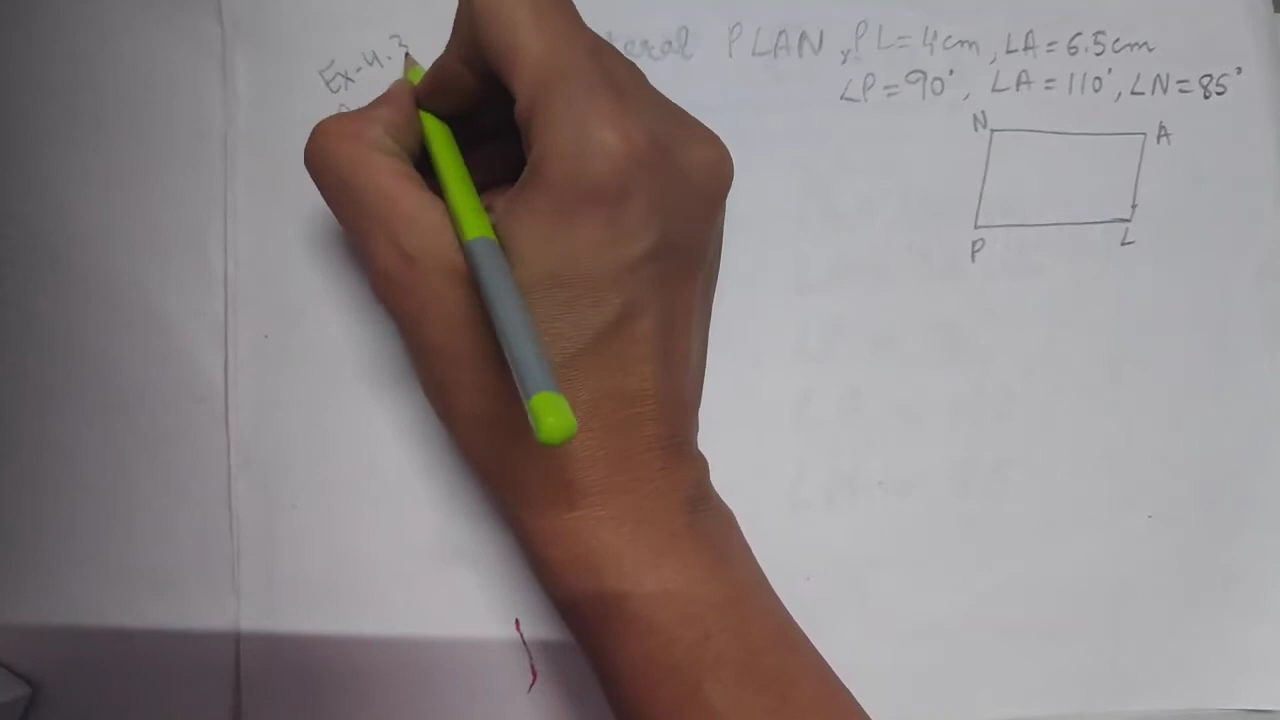 Ex-4.3
PLAN, PL=4cm, LA=6.5cm
∠P=90°, ∠A=110°, ∠N=85°
N A
P L